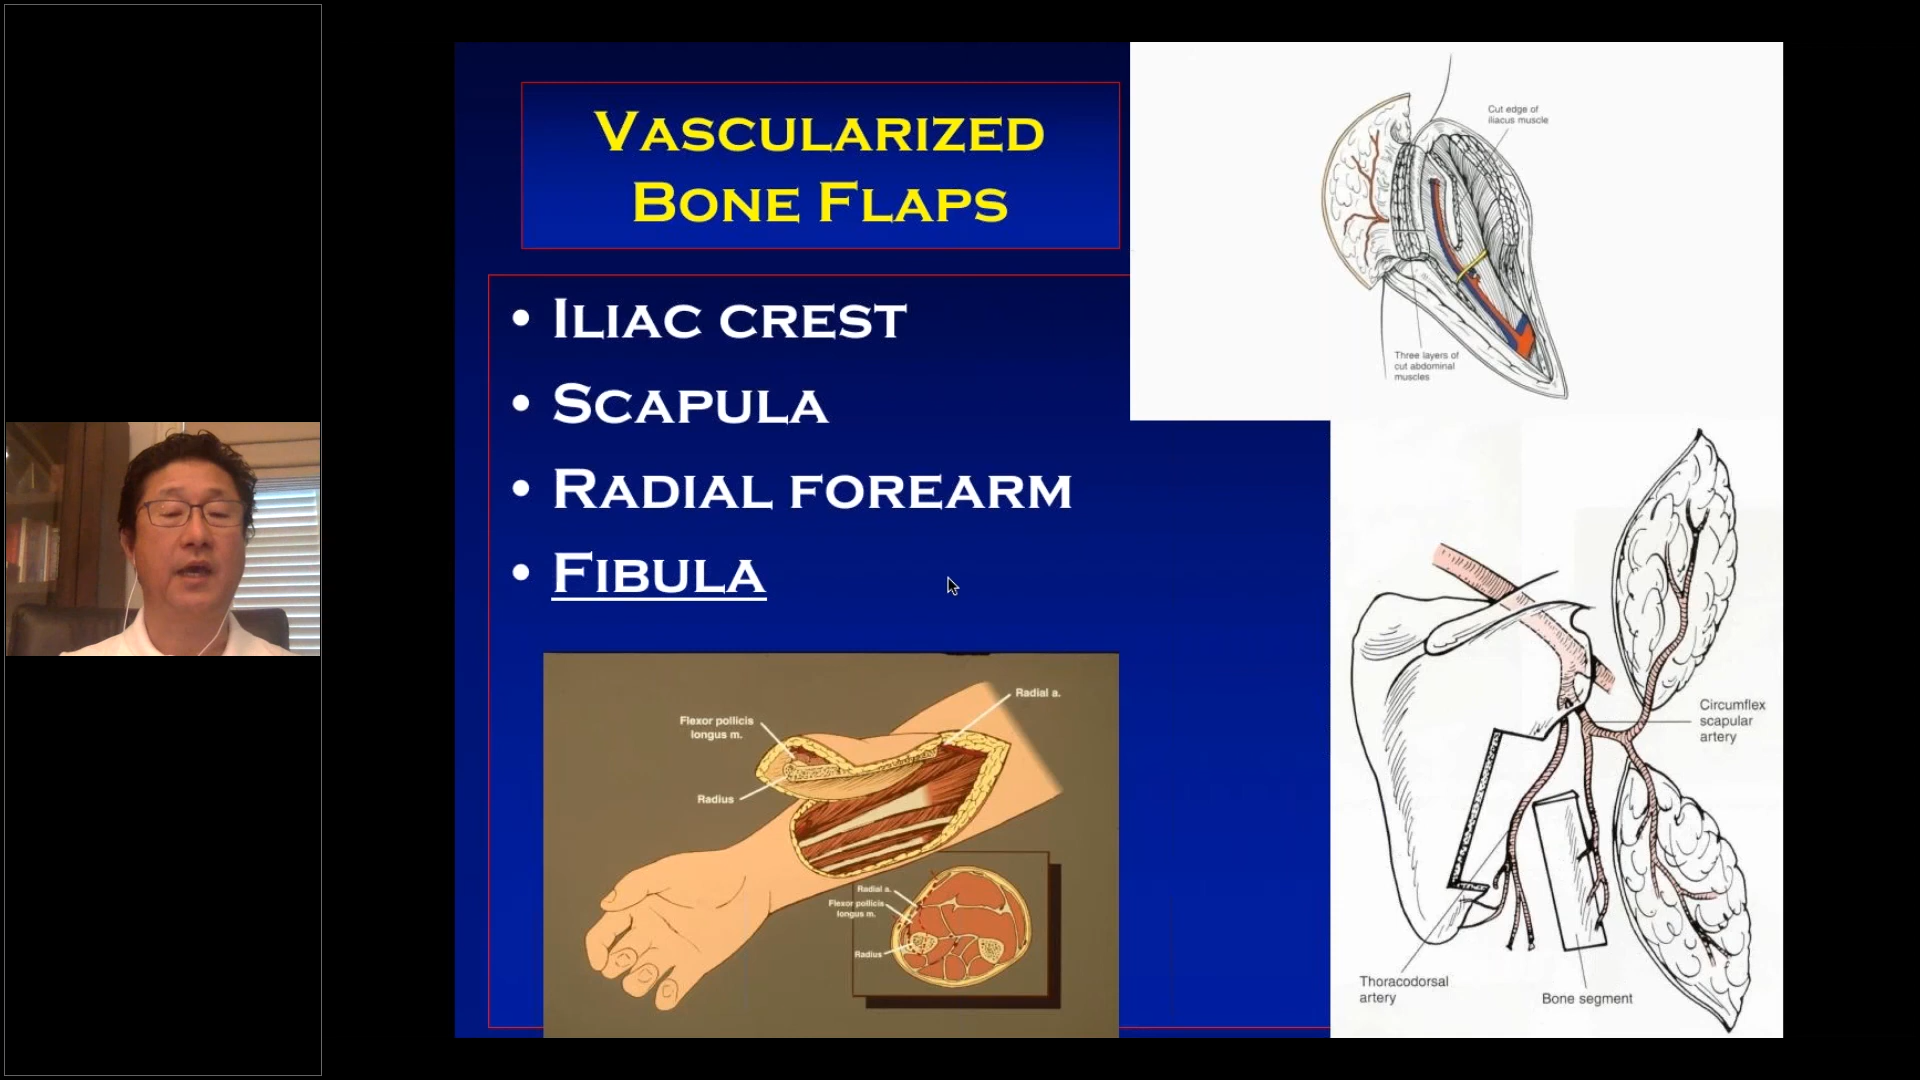 Vascularized
Bone Flaps
• Iliac crest
• Scapula
• Radial forearm
• Fibula
Cut edge of
iliacus muscle
Three layers of
cut abdominal
muscles
Radial a.
Flexor pollicis
longus m.
Radius
Radial a.
Flexor pollicis
longus m.
Radius
Circumflex
scapular
artery
Thoracodorsal
artery
Bone segment